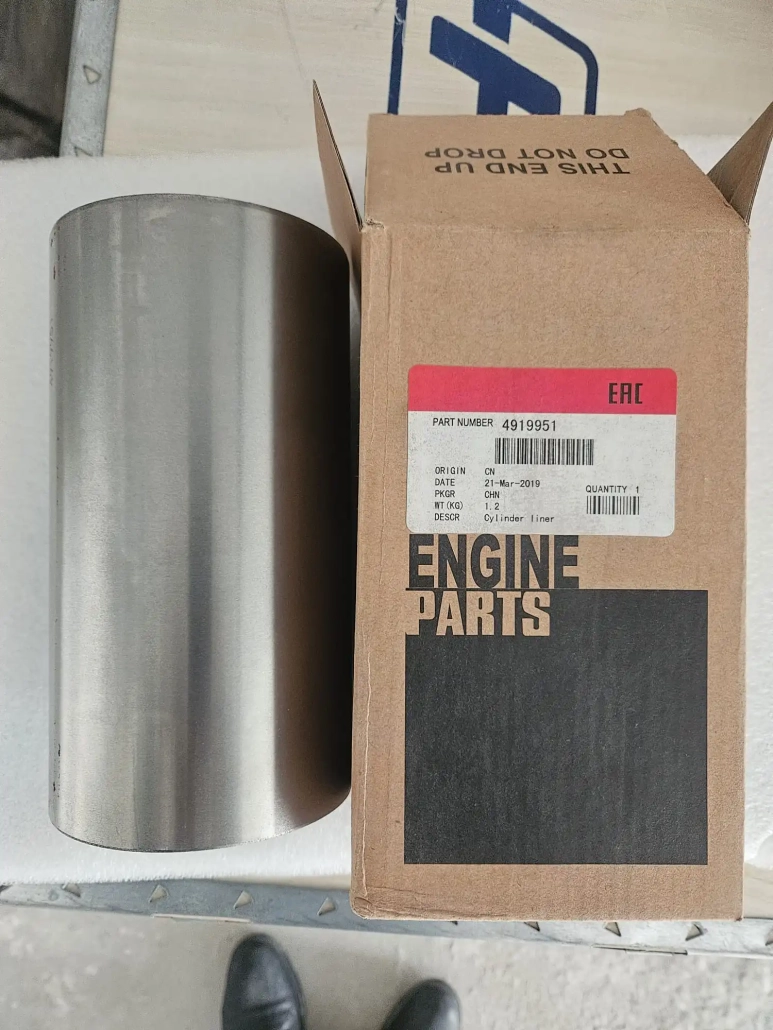 THIS END UP
DO NOT DROP
EAC
PART NUMBER 4919951
ORIGIN CN
DATE 21-Mar-2019
PKGR CHN
WT(KG) 1.2
DESCR Cylinder liner
QUANTITY 1
ENGINE
PARTS